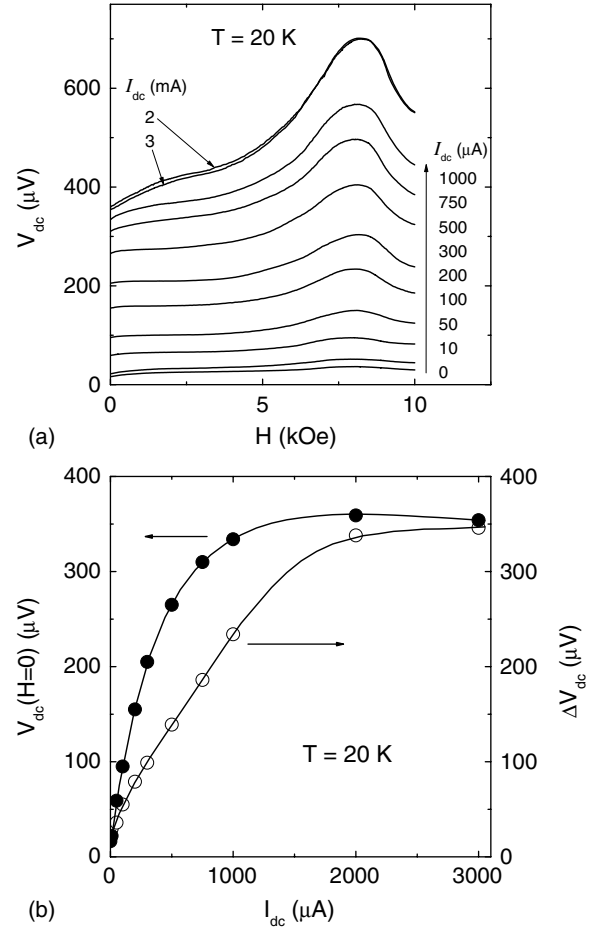 T = 20 K
I_dc (mA)
2
3
I_dc (μA)
1000
750
500
300
200
100
50
10
0
600
400
200
0
V_dc (μV)
0
5
10
(a)
H (kOe)
400
300
200
100
0
V_dc(H=0) (μV)
400
300
200
100
0
ΔV_dc (μV)
T = 20 K
0
1000
2000
3000
(b)
I_dc (μA)